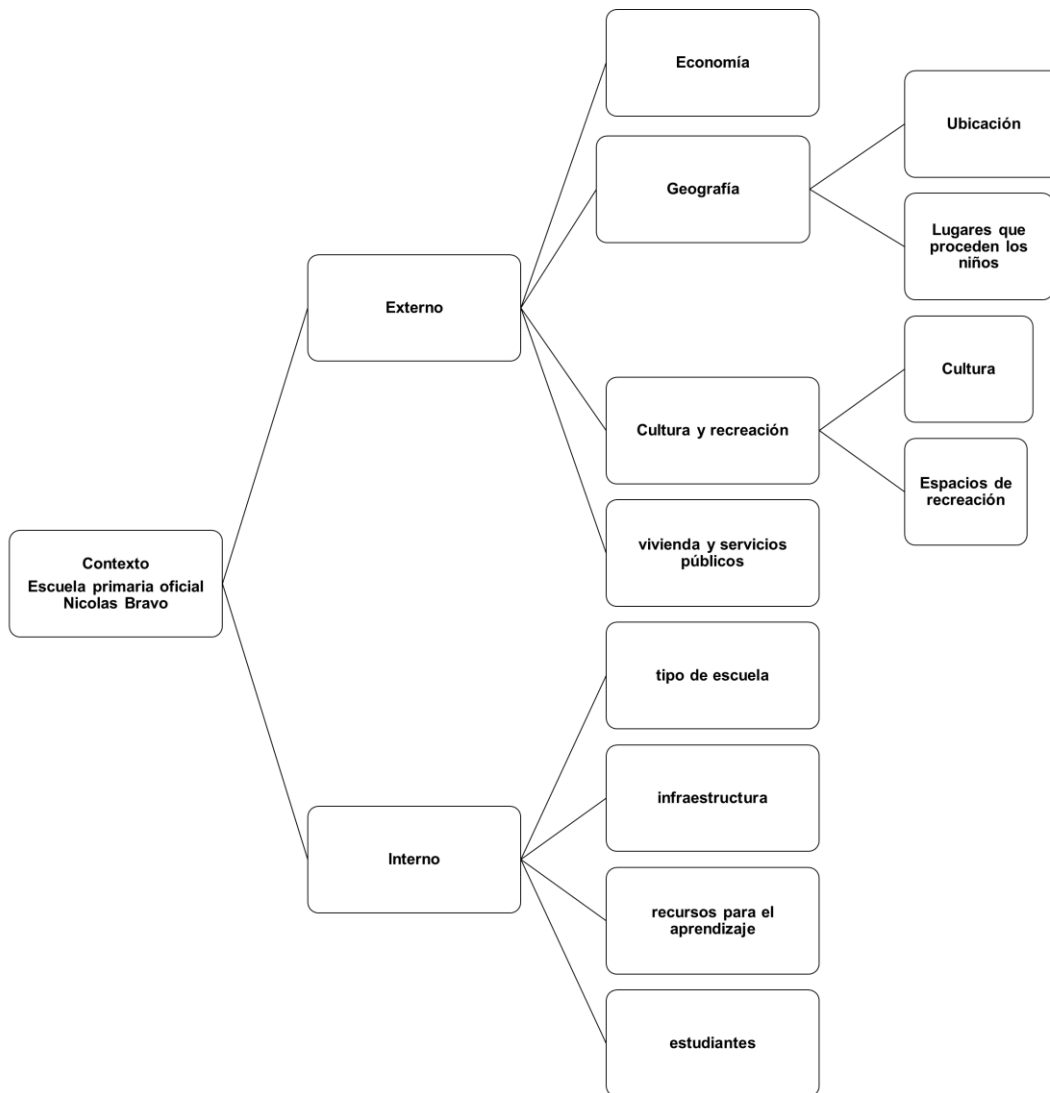 Contexto
Escuela primaria oficial
Nicolas Bravo
Externo
Economía
Geografía
Ubicación
Lugares que
proceden los
niños
Cultura y recreación
Cultura
Espacios de
recreación
vivienda y servicios
públicos
Interno
tipo de escuela
infraestructura
recursos para el
aprendizaje
estudiantes